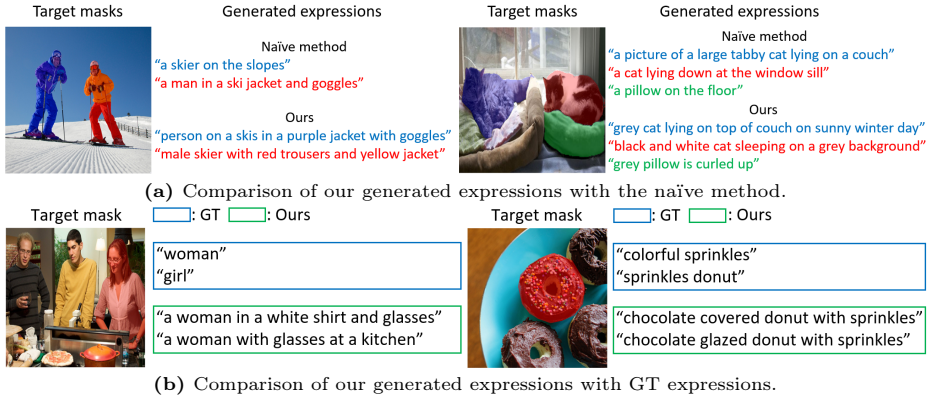 Target masks
Generated expressions
Naïve method
“a skier on the slopes”
“a man in a ski jacket and goggles”
Ours
“person on a skis in a purple jacket with goggles”
“male skier with red trousers and yellow jacket”
Target masks
Generated expressions
Naïve method
“a picture of a large tabby cat lying on a couch”
“a cat lying down at the window sill”
“a pillow on the floor”
Ours
“grey cat lying on top of couch on sunny winter day”
“black and white cat sleeping on a grey background”
“grey pillow is curled up”
(a) Comparison of our generated expressions with the naïve method.
Target mask
: GT : Ours
“woman”
“girl”
“a woman in a white shirt and glasses”
“a woman with glasses at a kitchen”
Target mask
: GT : Ours
“colorful sprinkles”
“sprinkles donut”
“chocolate covered donut with sprinkles”
“chocolate glazed donut with sprinkles”
(b) Comparison of our generated expressions with GT expressions.